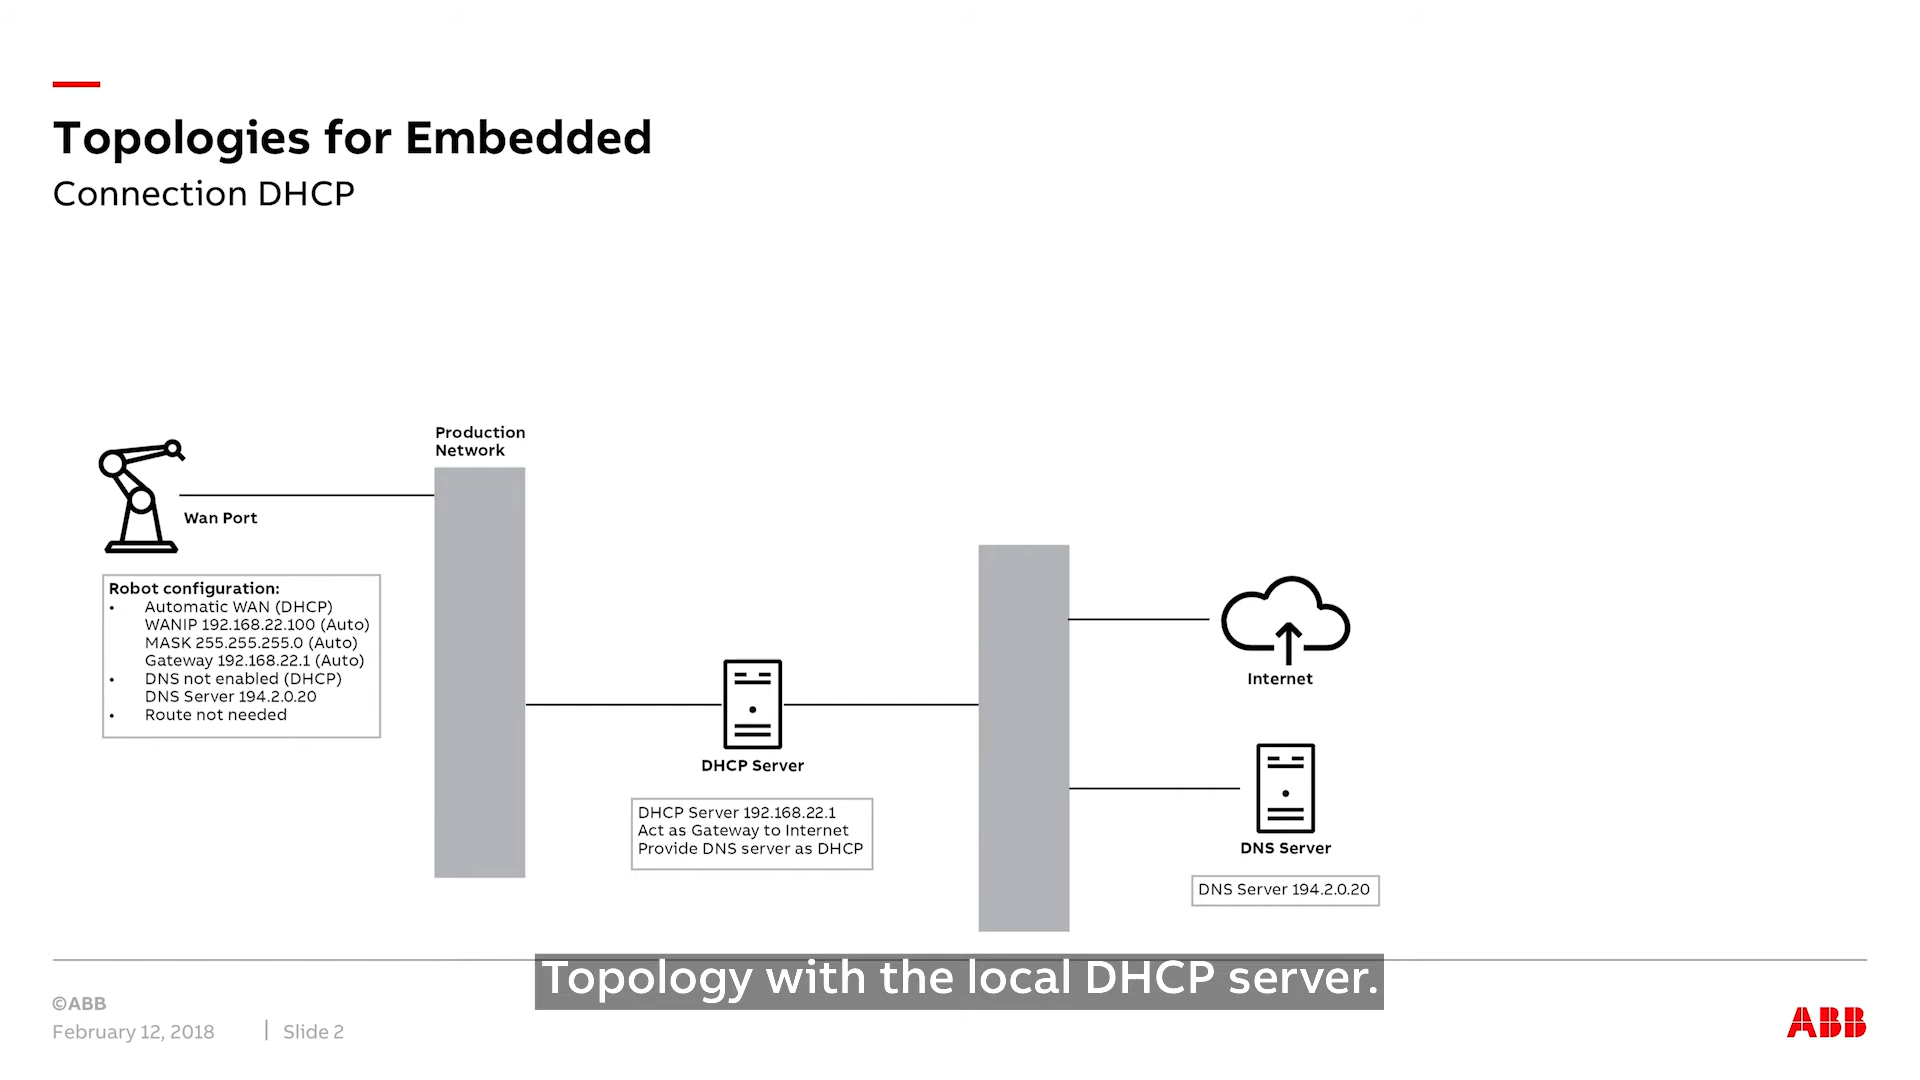 Topologies for Embedded
Connection DHCP
Production
Network
Wan Port
Robot configuration:
• Automatic WAN (DHCP)
WANIP 192.168.22.100 (Auto)
MASK 255.255.255.0 (Auto)
Gateway 192.168.22.1 (Auto)
• DNS not enabled (DHCP)
DNS Server 194.2.0.20
• Route not needed
DHCP Server
DHCP Server 192.168.22.1
Act as Gateway to Internet
Provide DNS server as DHCP
Internet
DNS Server
DNS Server 194.2.0.20
Topology with the local DHCP server.
©ABB
February 12, 2018 | Slide 2
ABB